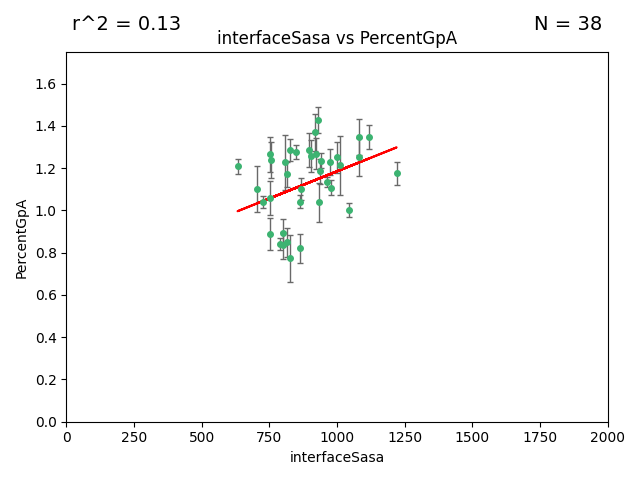 r^2 = 0.13
N = 38
interfaceSasa vs PercentGpA
PercentGpA
1.6
1.4
1.2
1.0
0.8
0.6
0.4
0.2
0.0
0 250 500 750 1000 1250 1500 1750 2000
interfaceSasa